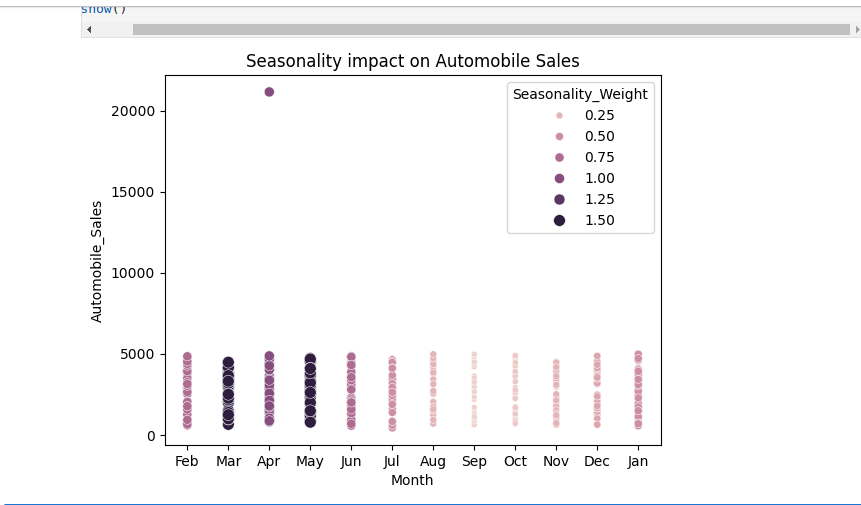 show()
Seasonality impact on Automobile Sales
Seasonality_Weight
0.25
0.50
0.75
1.00
1.25
1.50
20000
15000
10000
5000
0
Automobile_Sales
Feb Mar Apr May Jun Jul Aug Sep Oct Nov Dec Jan
Month